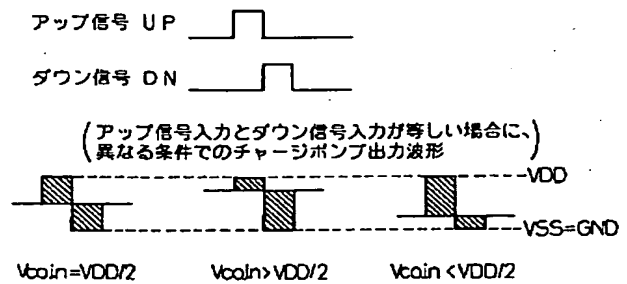 アップ信号 UP
ダウン信号 DN
(アップ信号入力とダウン信号入力が等しい場合に、
異なる条件でのチャージポンプ出力波形)
VDD
VSS=GND
Vcoin=VDD/2 Vcoin>VDD/2 Vcoin<VDD/2